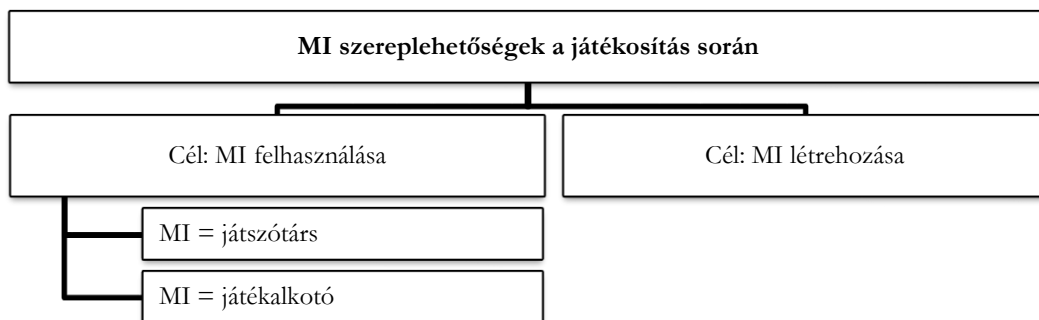 MI szereplehetőségek a játékosítás során
Cél: MI felhasználása
Cél: MI létrehozása
MI = játszótárs
MI = játékalkotó